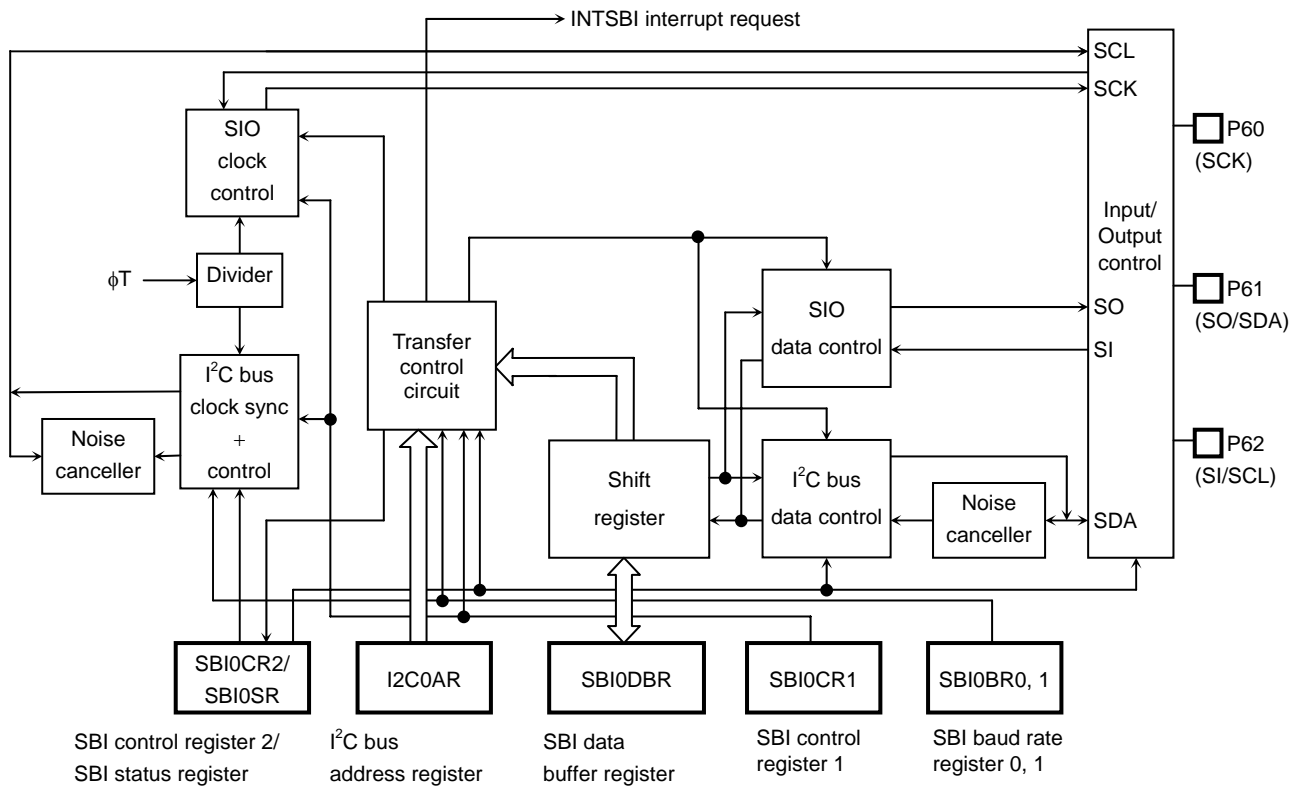 INTSBI interrupt request
SCL
SCK
SIO
clock
control
P60
(SCK)
Input/
Output
control
φT
Divider
P61
(SO/SDA)
SIO
data control
SO
SI
Transfer
control
circuit
I²C bus
clock sync
+
control
Noise
canceller
P62
(SI/SCL)
Shift
register
I²C bus
data control
Noise
canceller
SDA
SBI0CR2/
SBI0SR
I2C0AR
SBI0DBR
SBI0CR1
SBI0BR0, 1
SBI control register 2/
SBI status register
I²C bus
address register
SBI data
buffer register
SBI control
register 1
SBI baud rate
register 0, 1